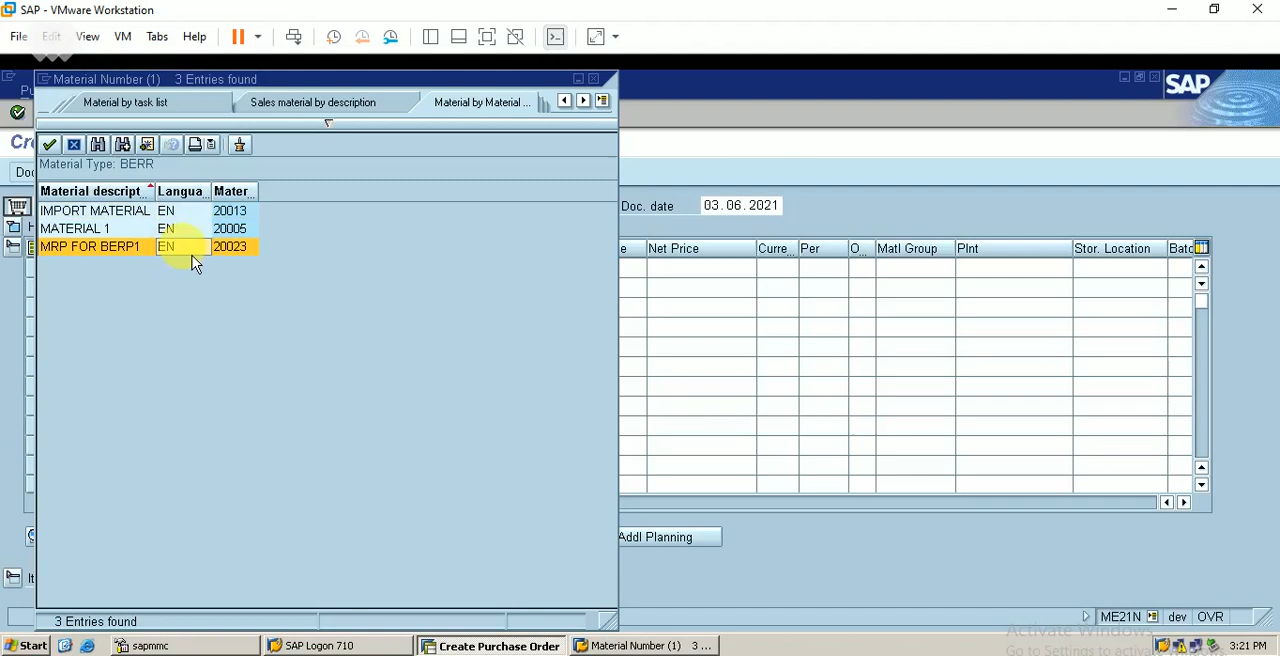 SAP - VMware Workstation
File Edit View VM Tabs Help
Material Number (1) 3 Entries found
SAP
Material by task list Sales material by description Material by Material ...
Cre
Material Type: BERR
Doc
Material descript... Langua... Mater...
IMPORT MATERIAL EN 20013
MATERIAL 1 EN 20005
MRP FOR BERP1 EN 20023
Doc. date 03.06.2021
e Net Price Curre... Per O... Matl Group Plnt Stor. Location Batc
Addl Planning
It
3 Entries found
ME21N dev OVR
Activate Windows
Go to Settings to activate Windows.
Start sapmmc SAP Logon 710 Create Purchase Order Material Number (1) 3 ... 3:21 PM